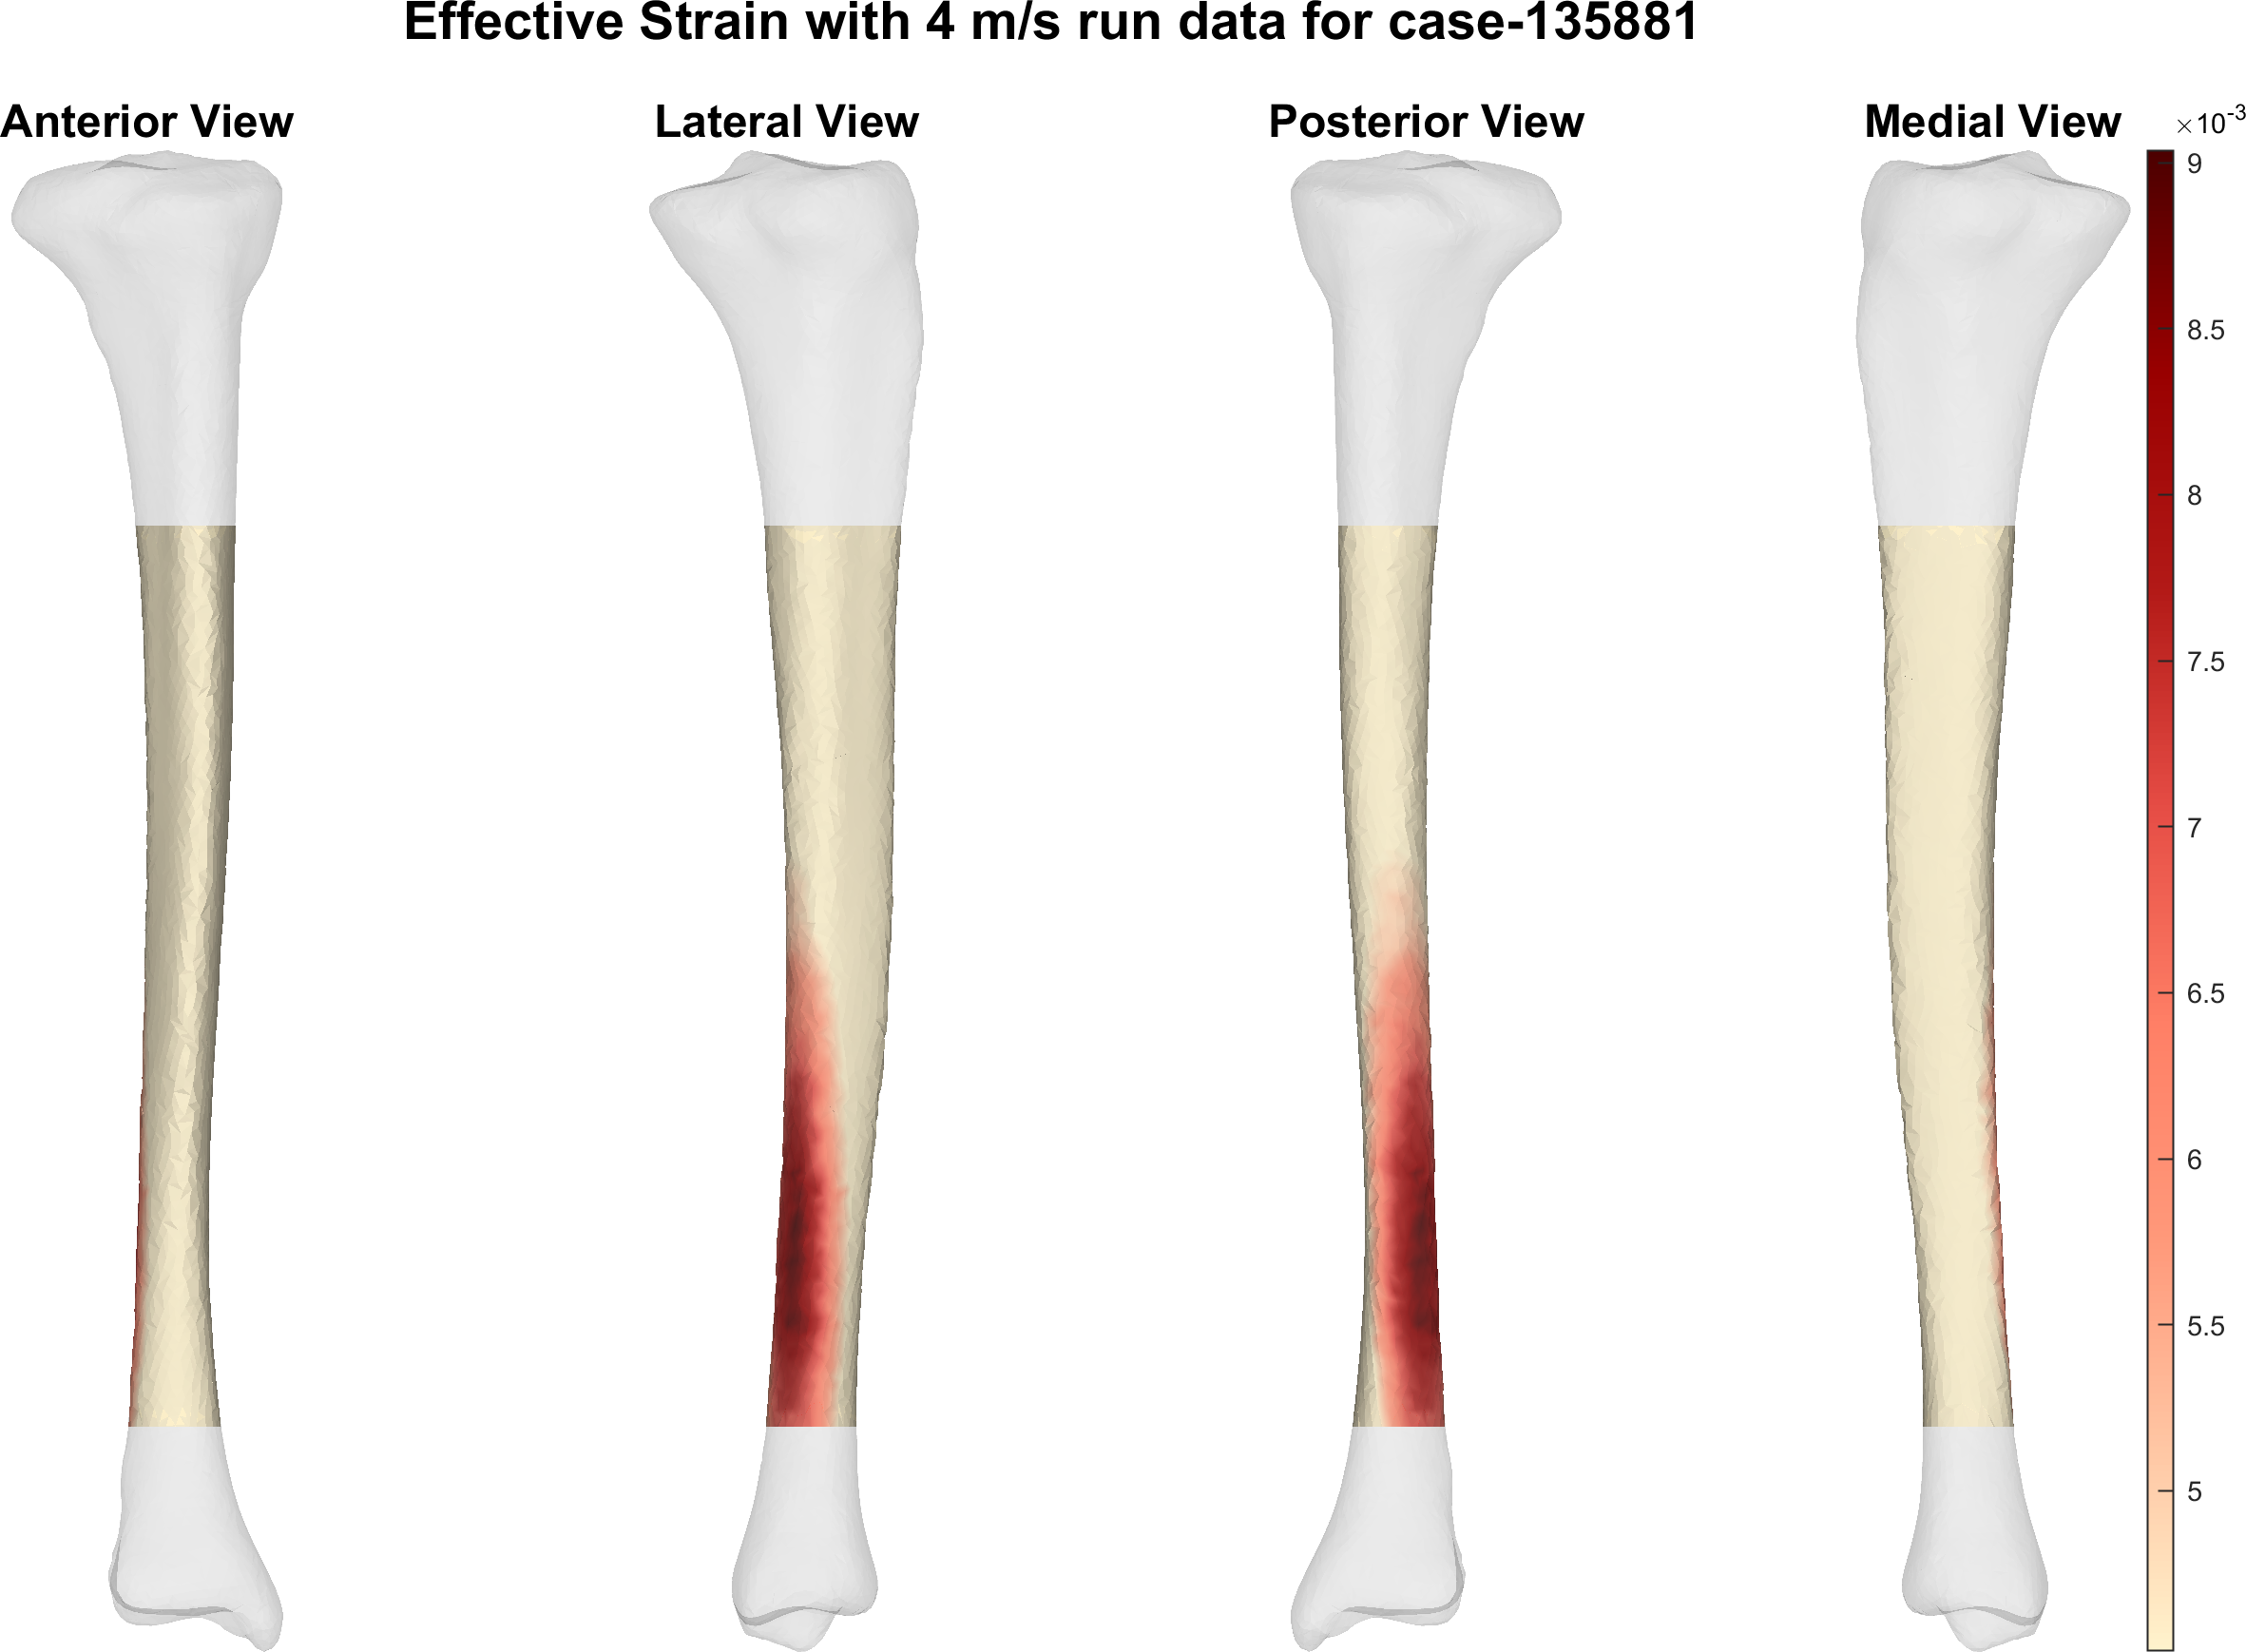 Effective Strain with 4 m/s run data for case-135881
Anterior View
Lateral View
Posterior View
Medial View
×10-3
9
8.5
8
7.5
7
6.5
6
5.5
5